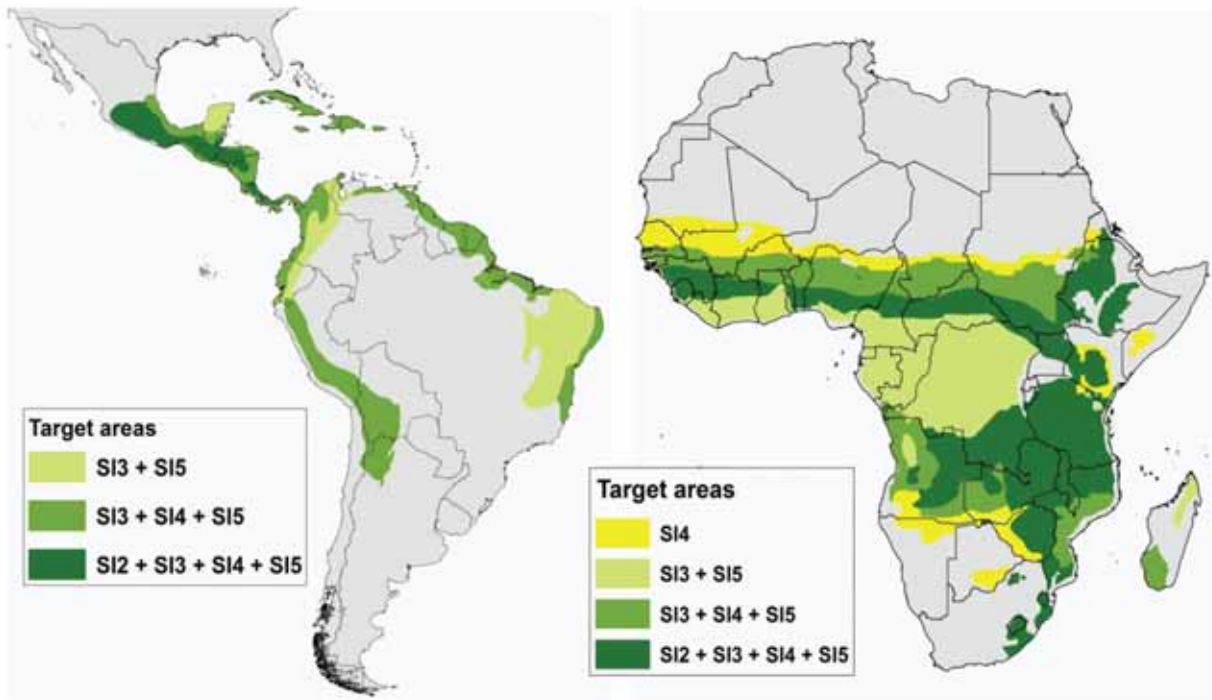 Target areas
SI3 + SI5
SI3 + SI4 + SI5
SI2 + SI3 + SI4 + SI5
Target areas
SI4
SI3 + SI5
SI3 + SI4 + SI5
SI2 + SI3 + SI4 + SI5